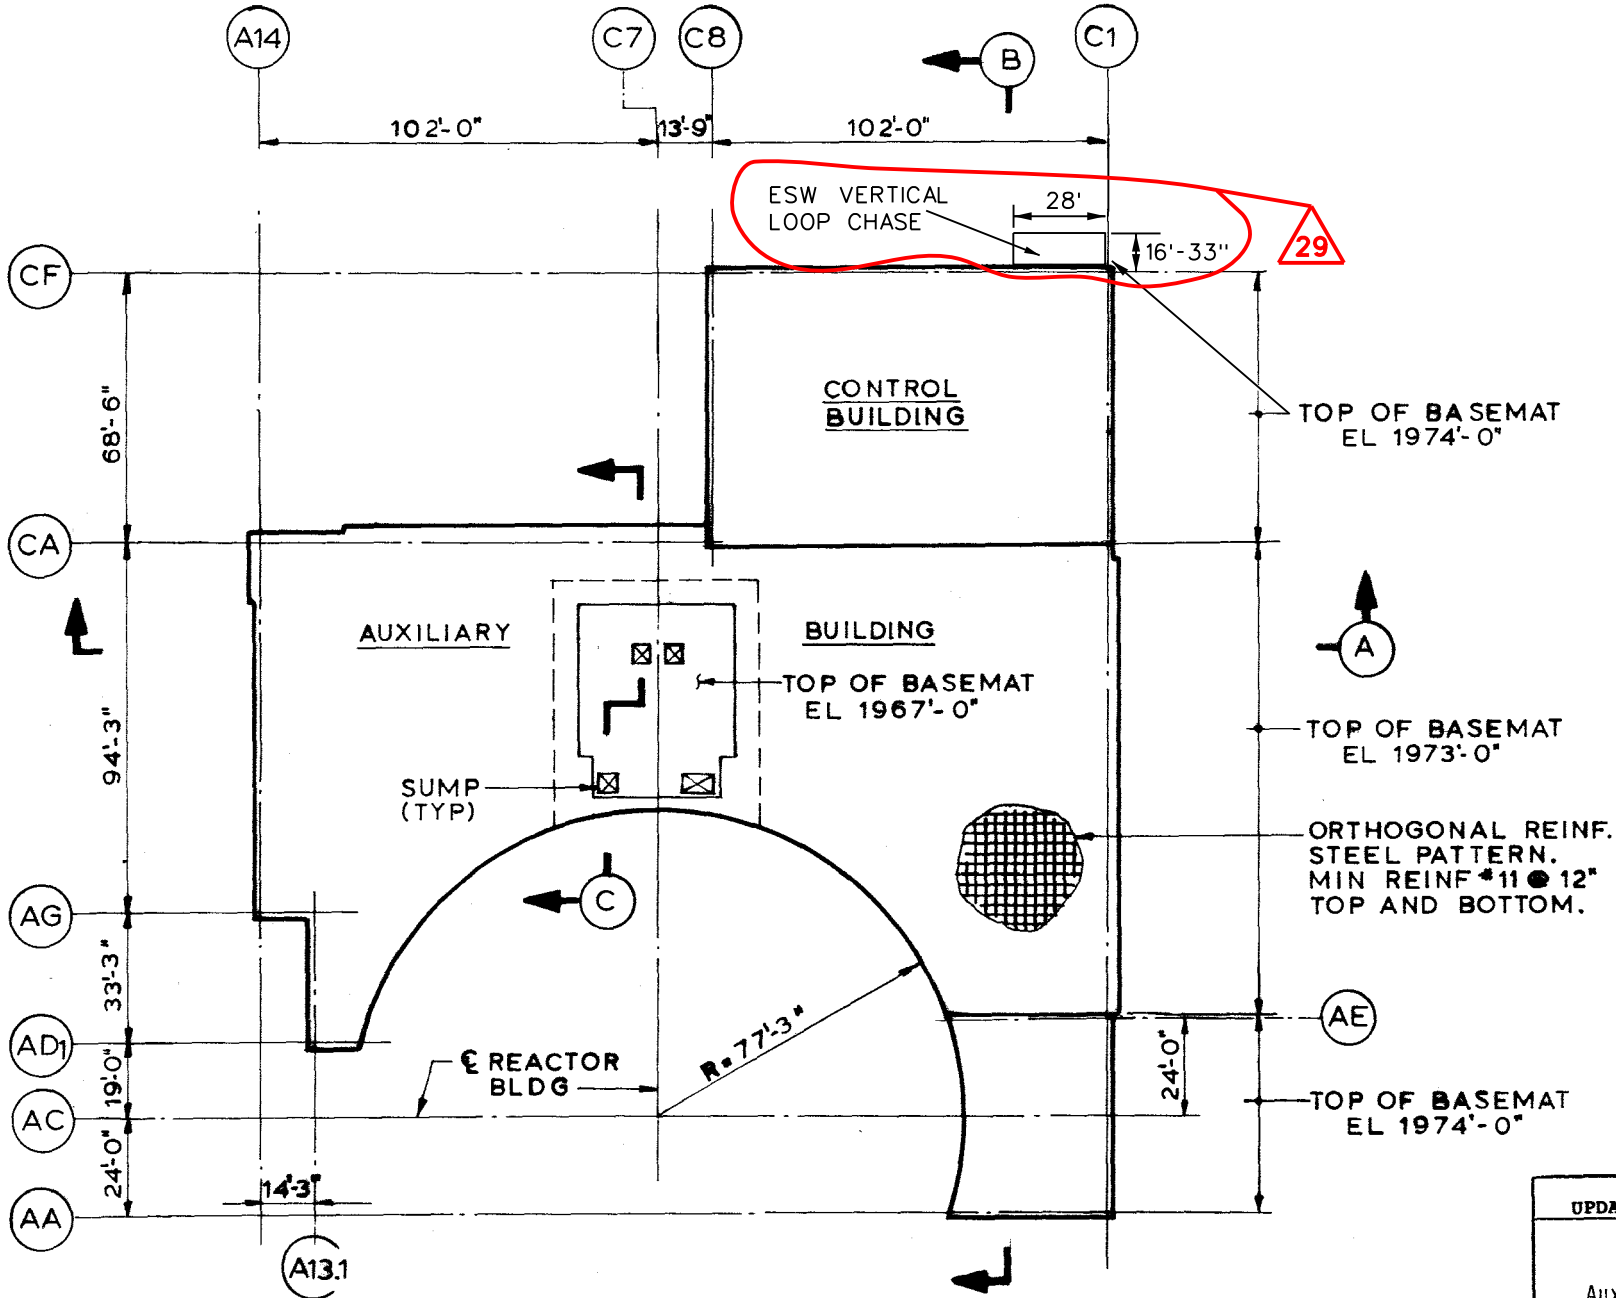 A14
C7
C8
B
C1
102'-0"
13'-9"
102'-0"
ESW VERTICAL
LOOP CHASE
28'
16'-33"
29
CF
CONTROL
BUILDING
TOP OF BASEMAT
EL 1974'-0"
68'-6"
CA
AUXILIARY
BUILDING
A
TOP OF BASEMAT
EL 1967'-0"
TOP OF BASEMAT
EL 1973'-0"
94'-3"
SUMP
(TYP)
ORTHOGONAL REINF.
STEEL PATTERN.
MIN REINF #11 @ 12"
TOP AND BOTTOM.
AG
C
33'-3"
AE
AD1
R=77'-3"
24'-0"
℄ REACTOR
BLDG
19'-0"
AC
TOP OF BASEMAT
EL 1974'-0"
24'-0"
14'-3"
AA
A13.1
UPDA
Aux